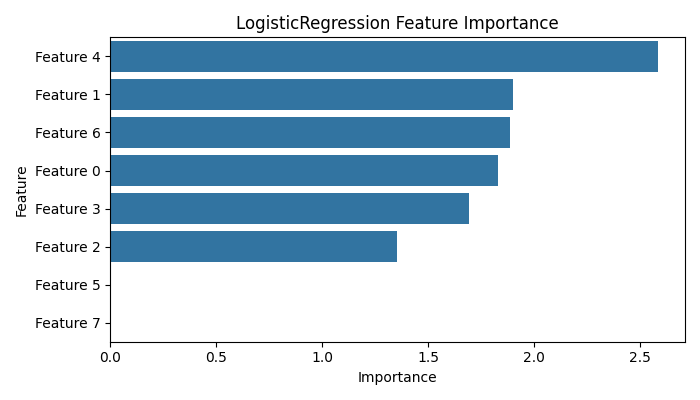 LogisticRegression Feature Importance
Feature 4
Feature 1
Feature 6
Feature 0
Feature 3
Feature 2
Feature 5
Feature 7
Feature
0.0 0.5 1.0 1.5 2.0 2.5
Importance